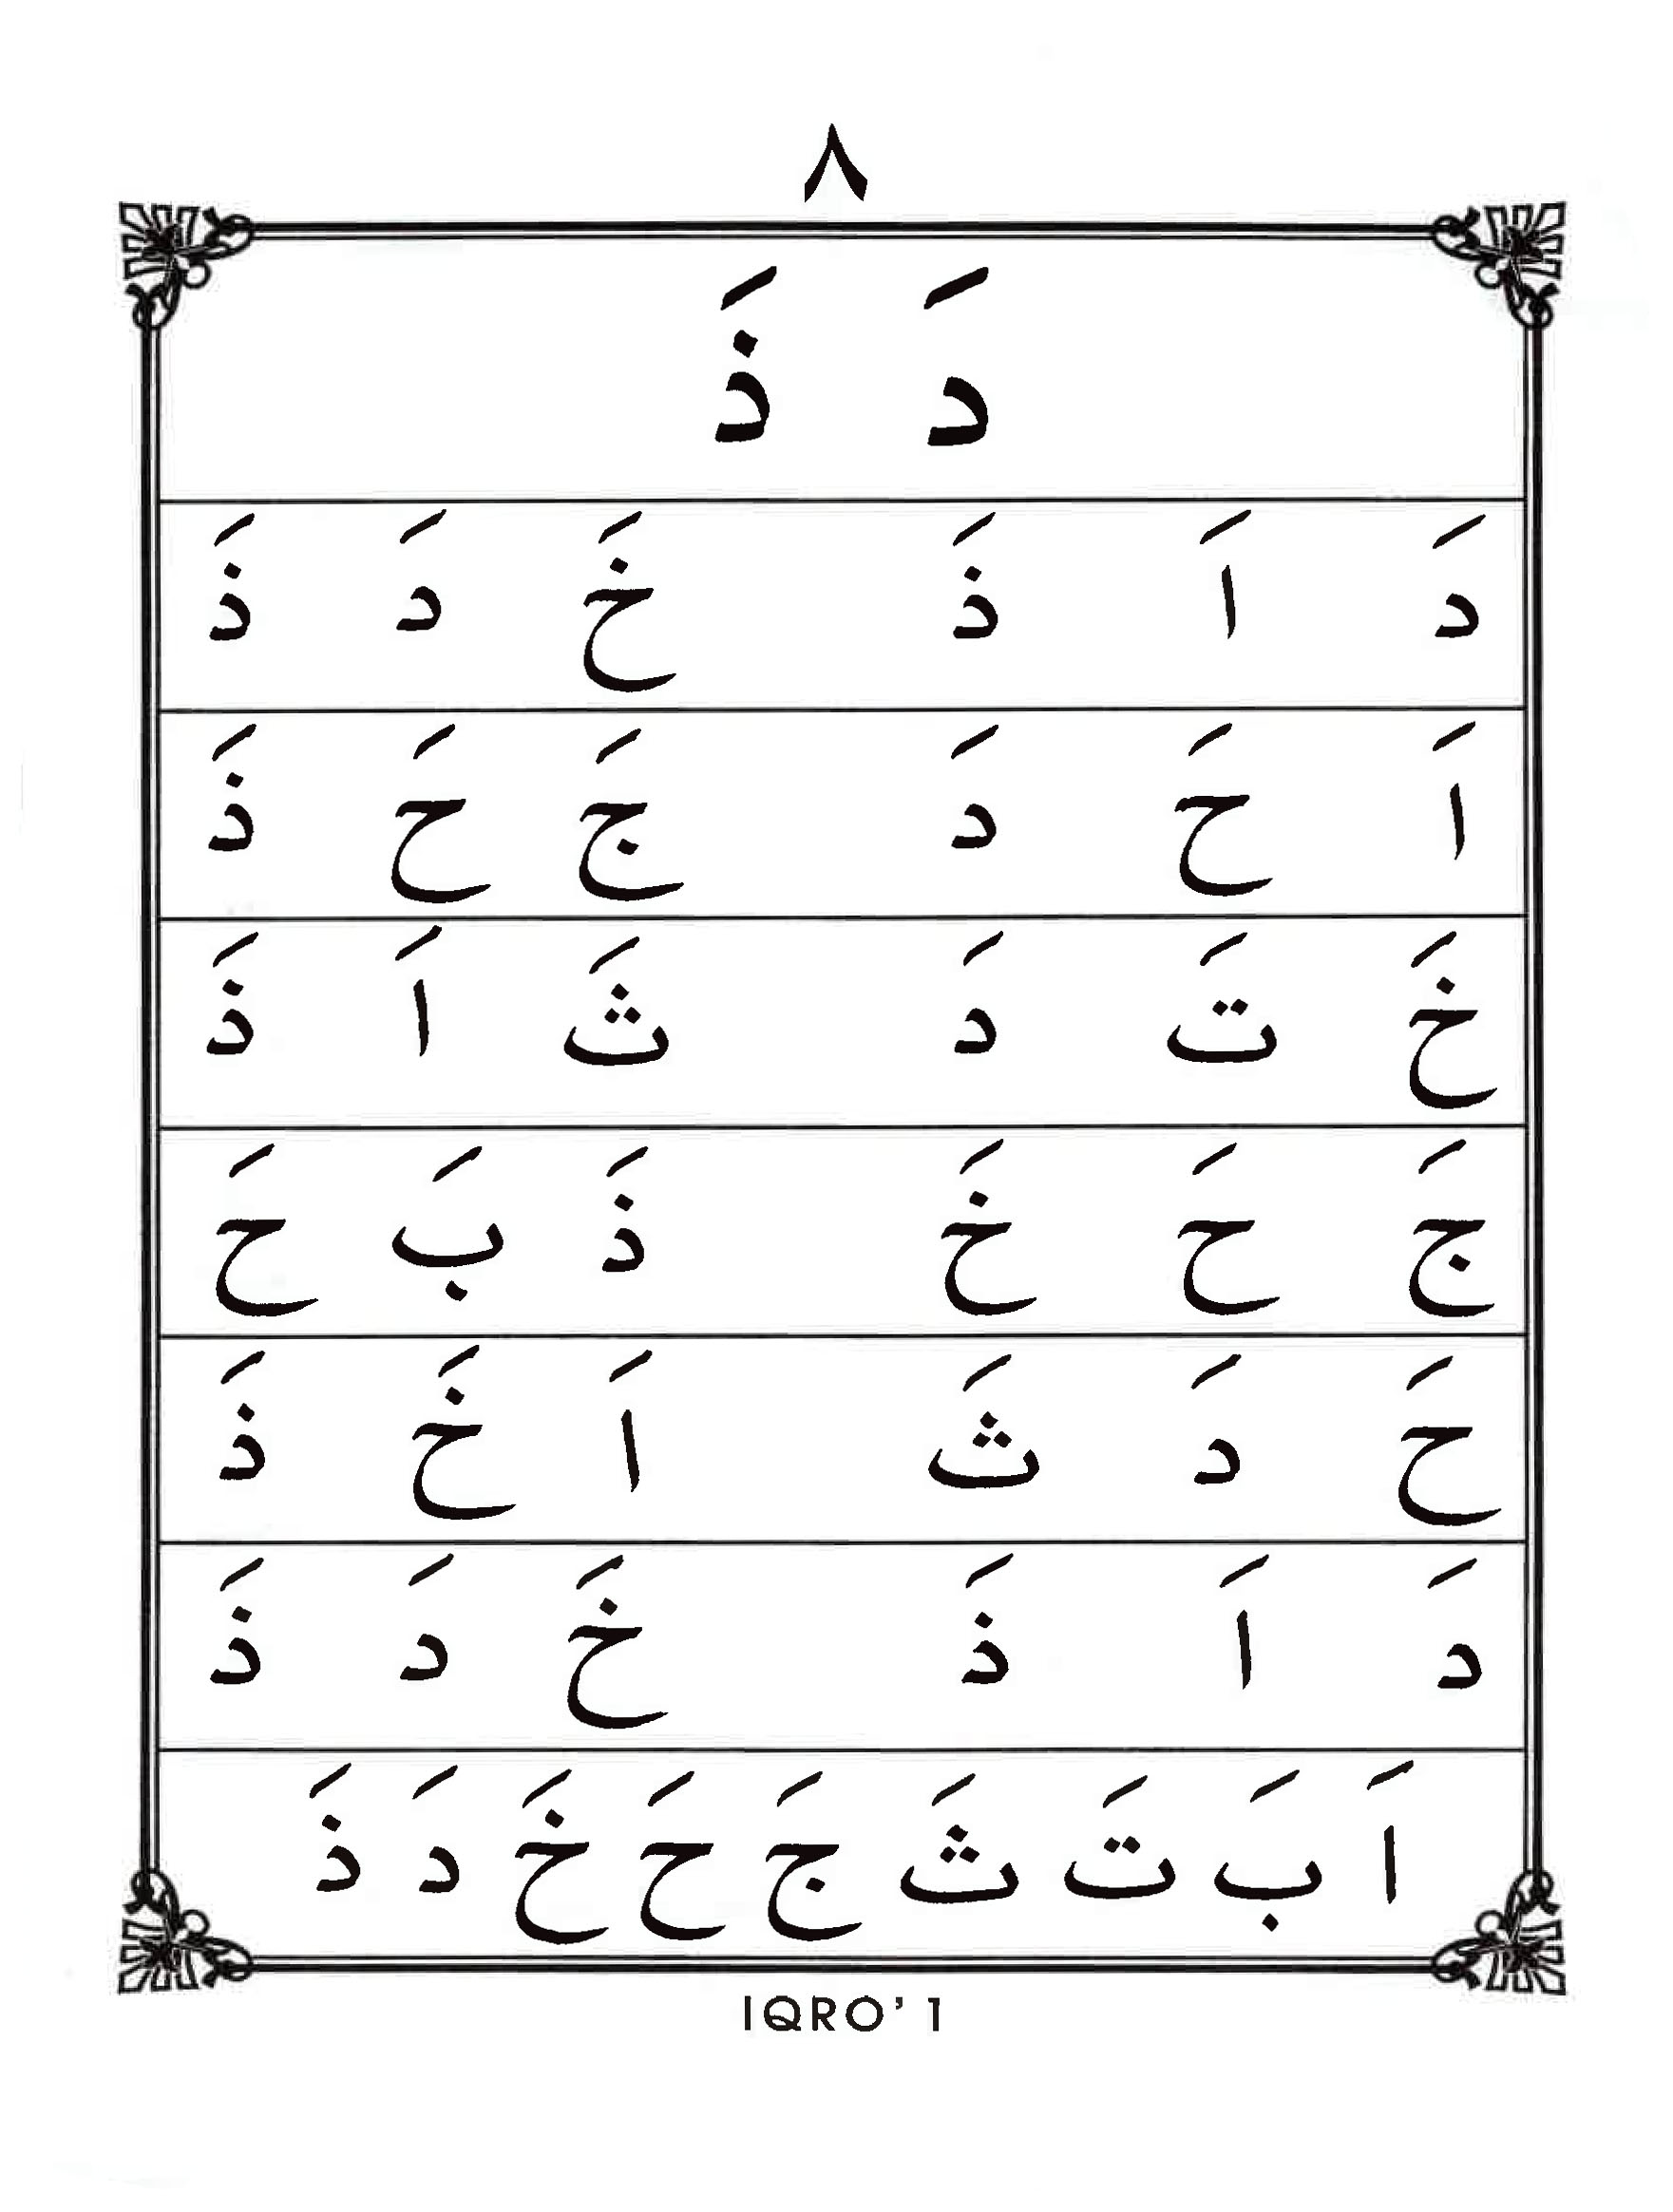 ٨
دَ ذَ
دَ اَ ذَ خَ دَ ذَ
اَ حَ دَ جَ حَ ذَ
خَ تَ دَ ثَ اَ ذَ
جَ حَ خَ ذَ بَ حَ
حَ دَ ثَ اَ خَ ذَ
دَ اَ ذَ خَ دَ ذَ
اَ بَ تَ ثَ جَ حَ خَ دَ ذَ
IQRO' 1